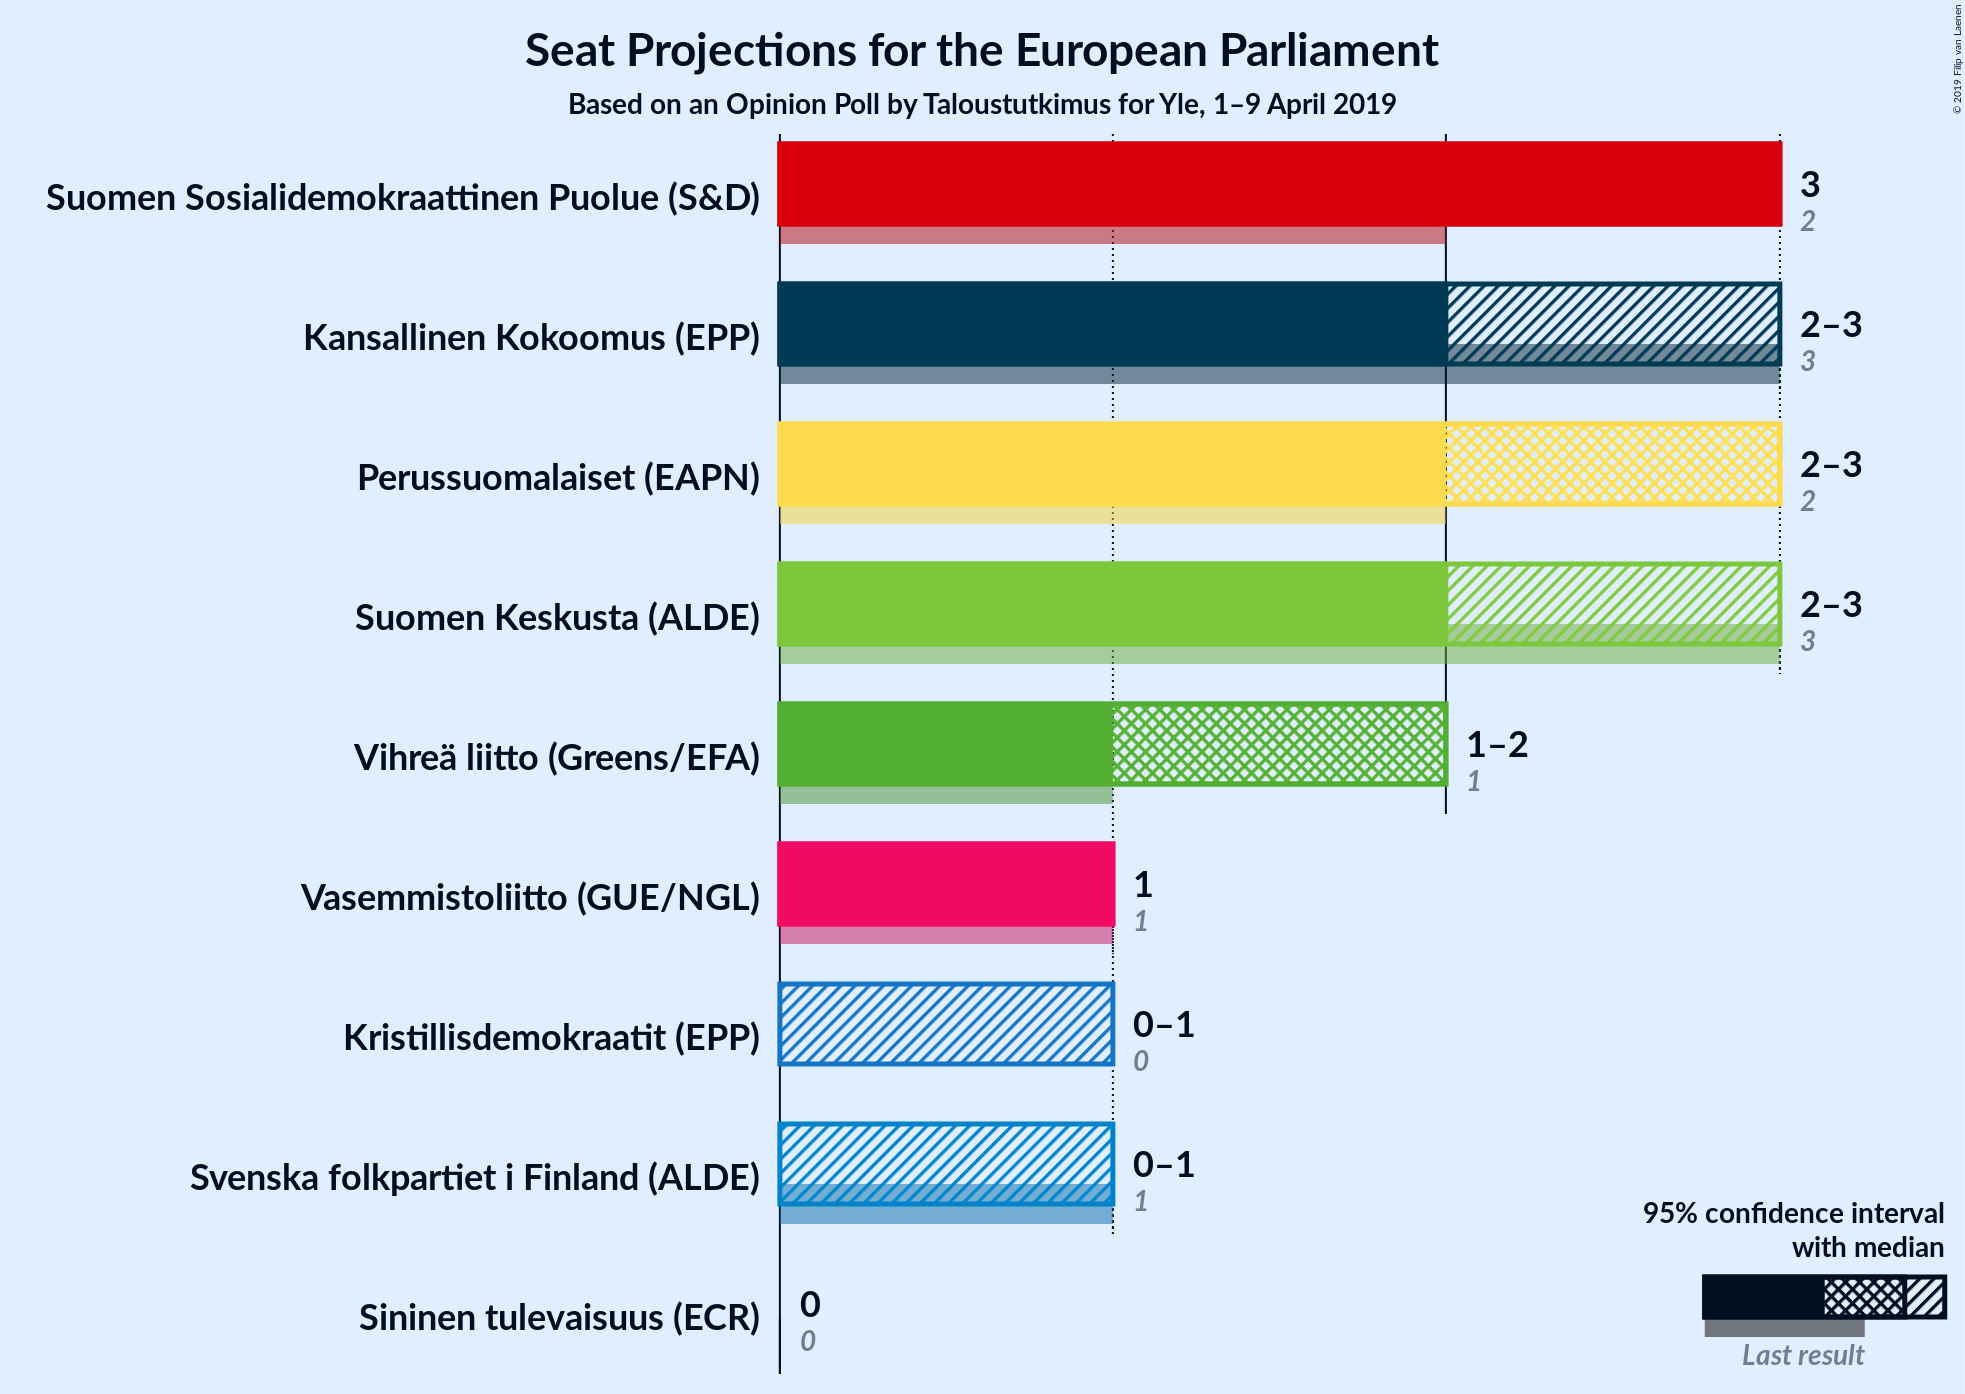 Seat Projections for the European Parliament
Based on an Opinion Poll by Taloustutkimus for Yle, 1–9 April 2019
© 2019 Filip van Laenen
Suomen Sosialidemokraattinen Puolue (S&D)
3
2
Kansallinen Kokoomus (EPP)
2–3
3
Perussuomalaiset (EAPN)
2–3
2
Suomen Keskusta (ALDE)
2–3
3
Vihreä liitto (Greens/EFA)
1–2
1
Vasemmistoliitto (GUE/NGL)
1
1
Kristillisdemokraatit (EPP)
0–1
0
Svenska folkpartiet i Finland (ALDE)
0–1
1
Sininen tulevaisuus (ECR)
0
0
95% confidence interval
with median
Last result